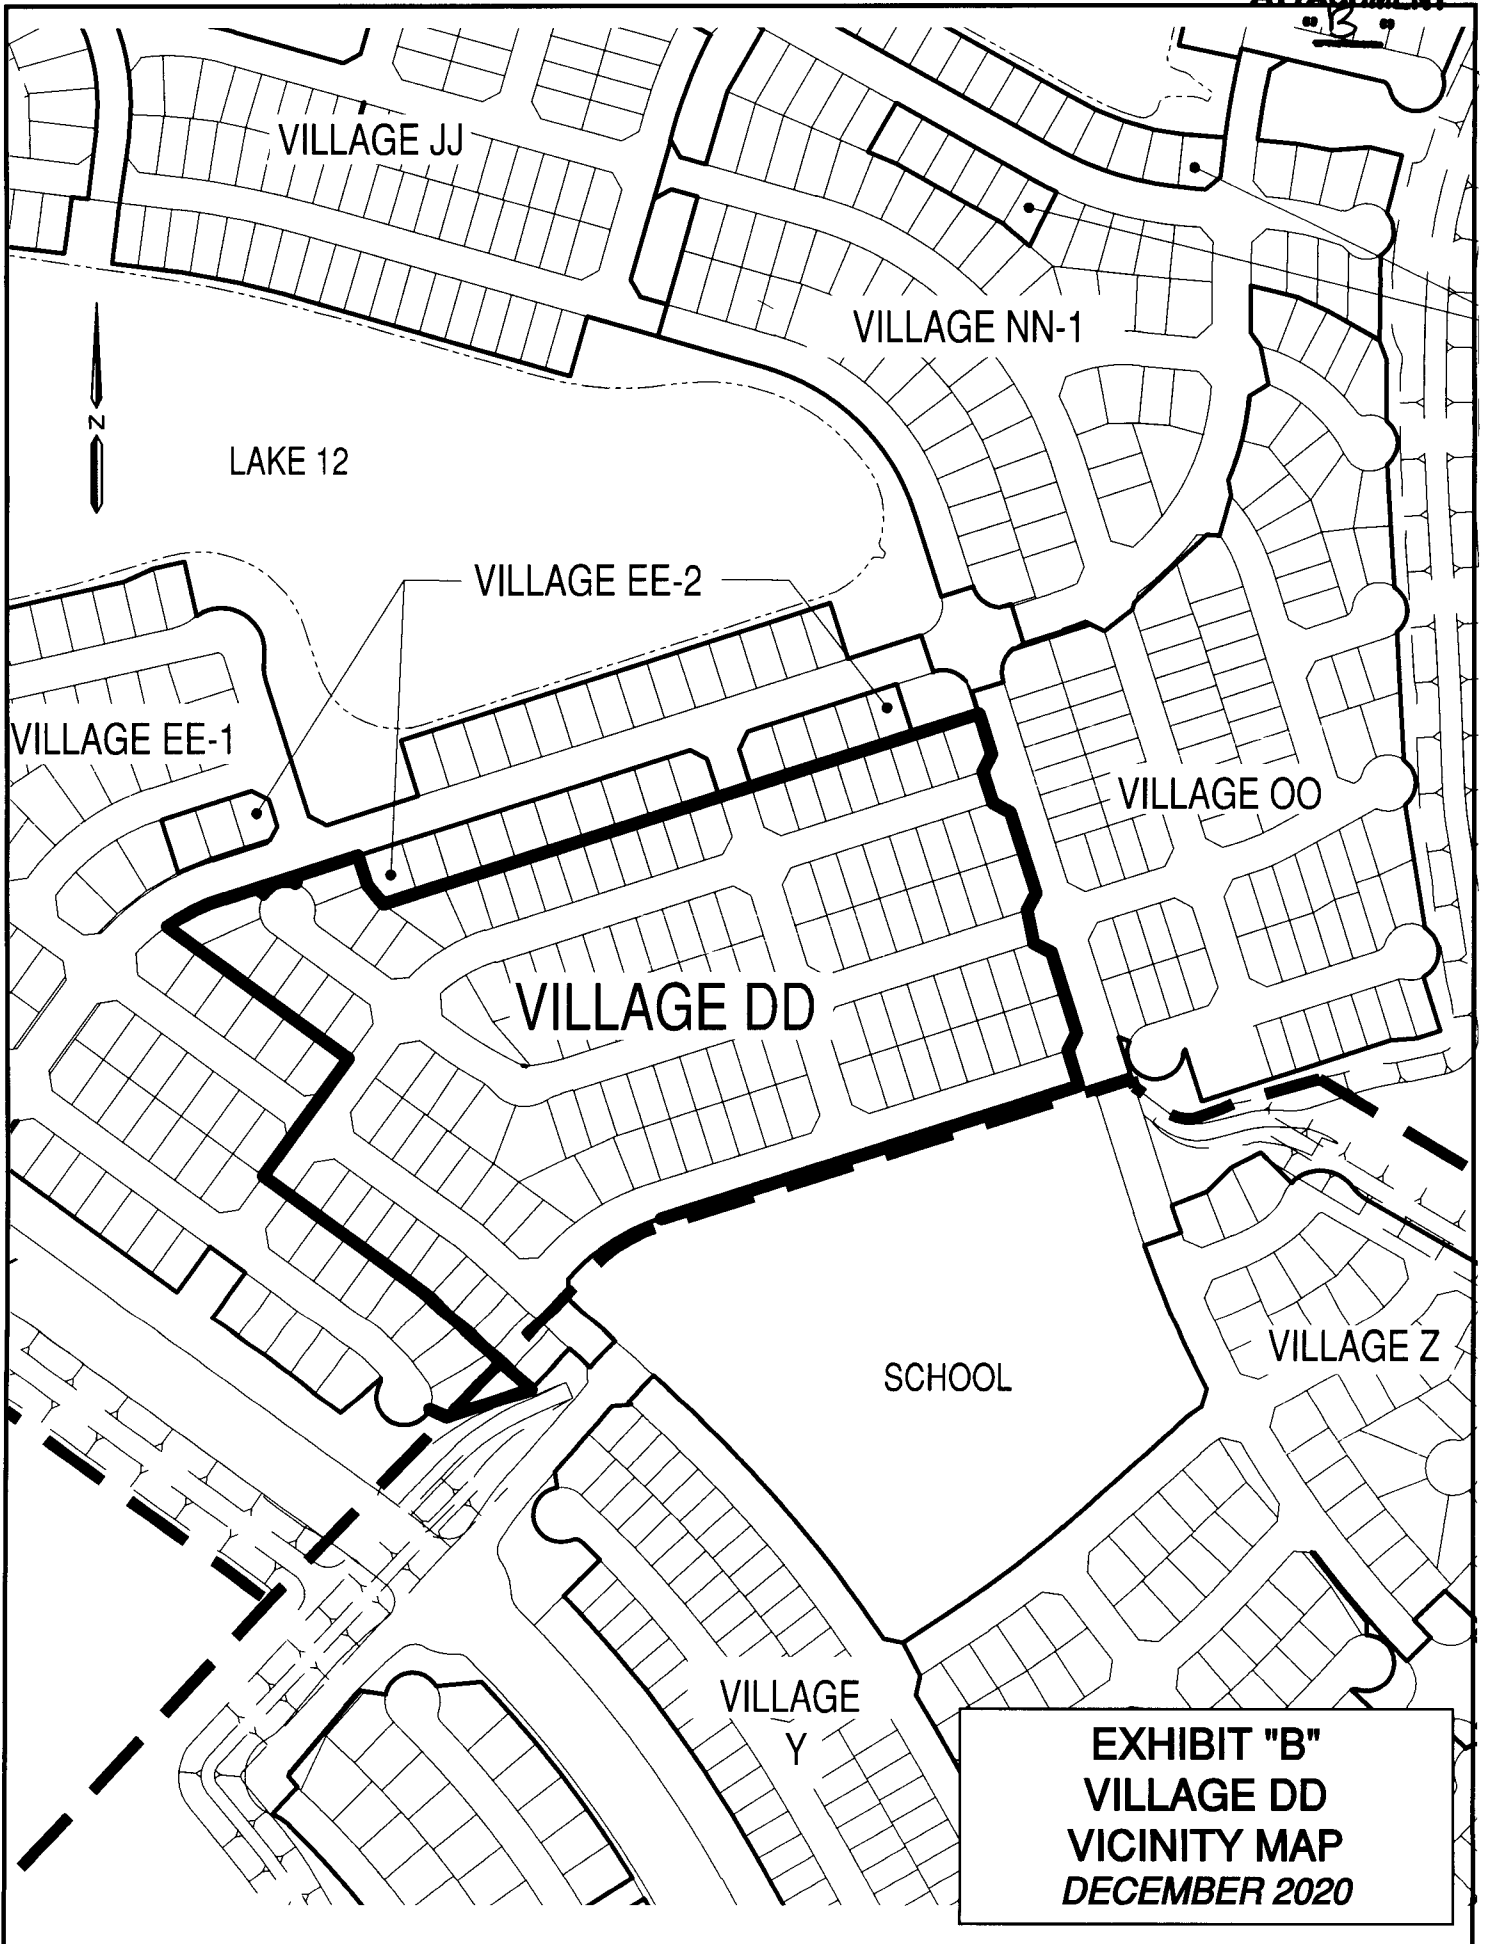 "B"
VILLAGE JJ
VILLAGE NN-1
N
LAKE 12
VILLAGE EE-2
VILLAGE EE-1
VILLAGE OO
VILLAGE DD
VILLAGE Z
SCHOOL
VILLAGE
Y
EXHIBIT "B"
VILLAGE DD
VICINITY MAP
DECEMBER 2020